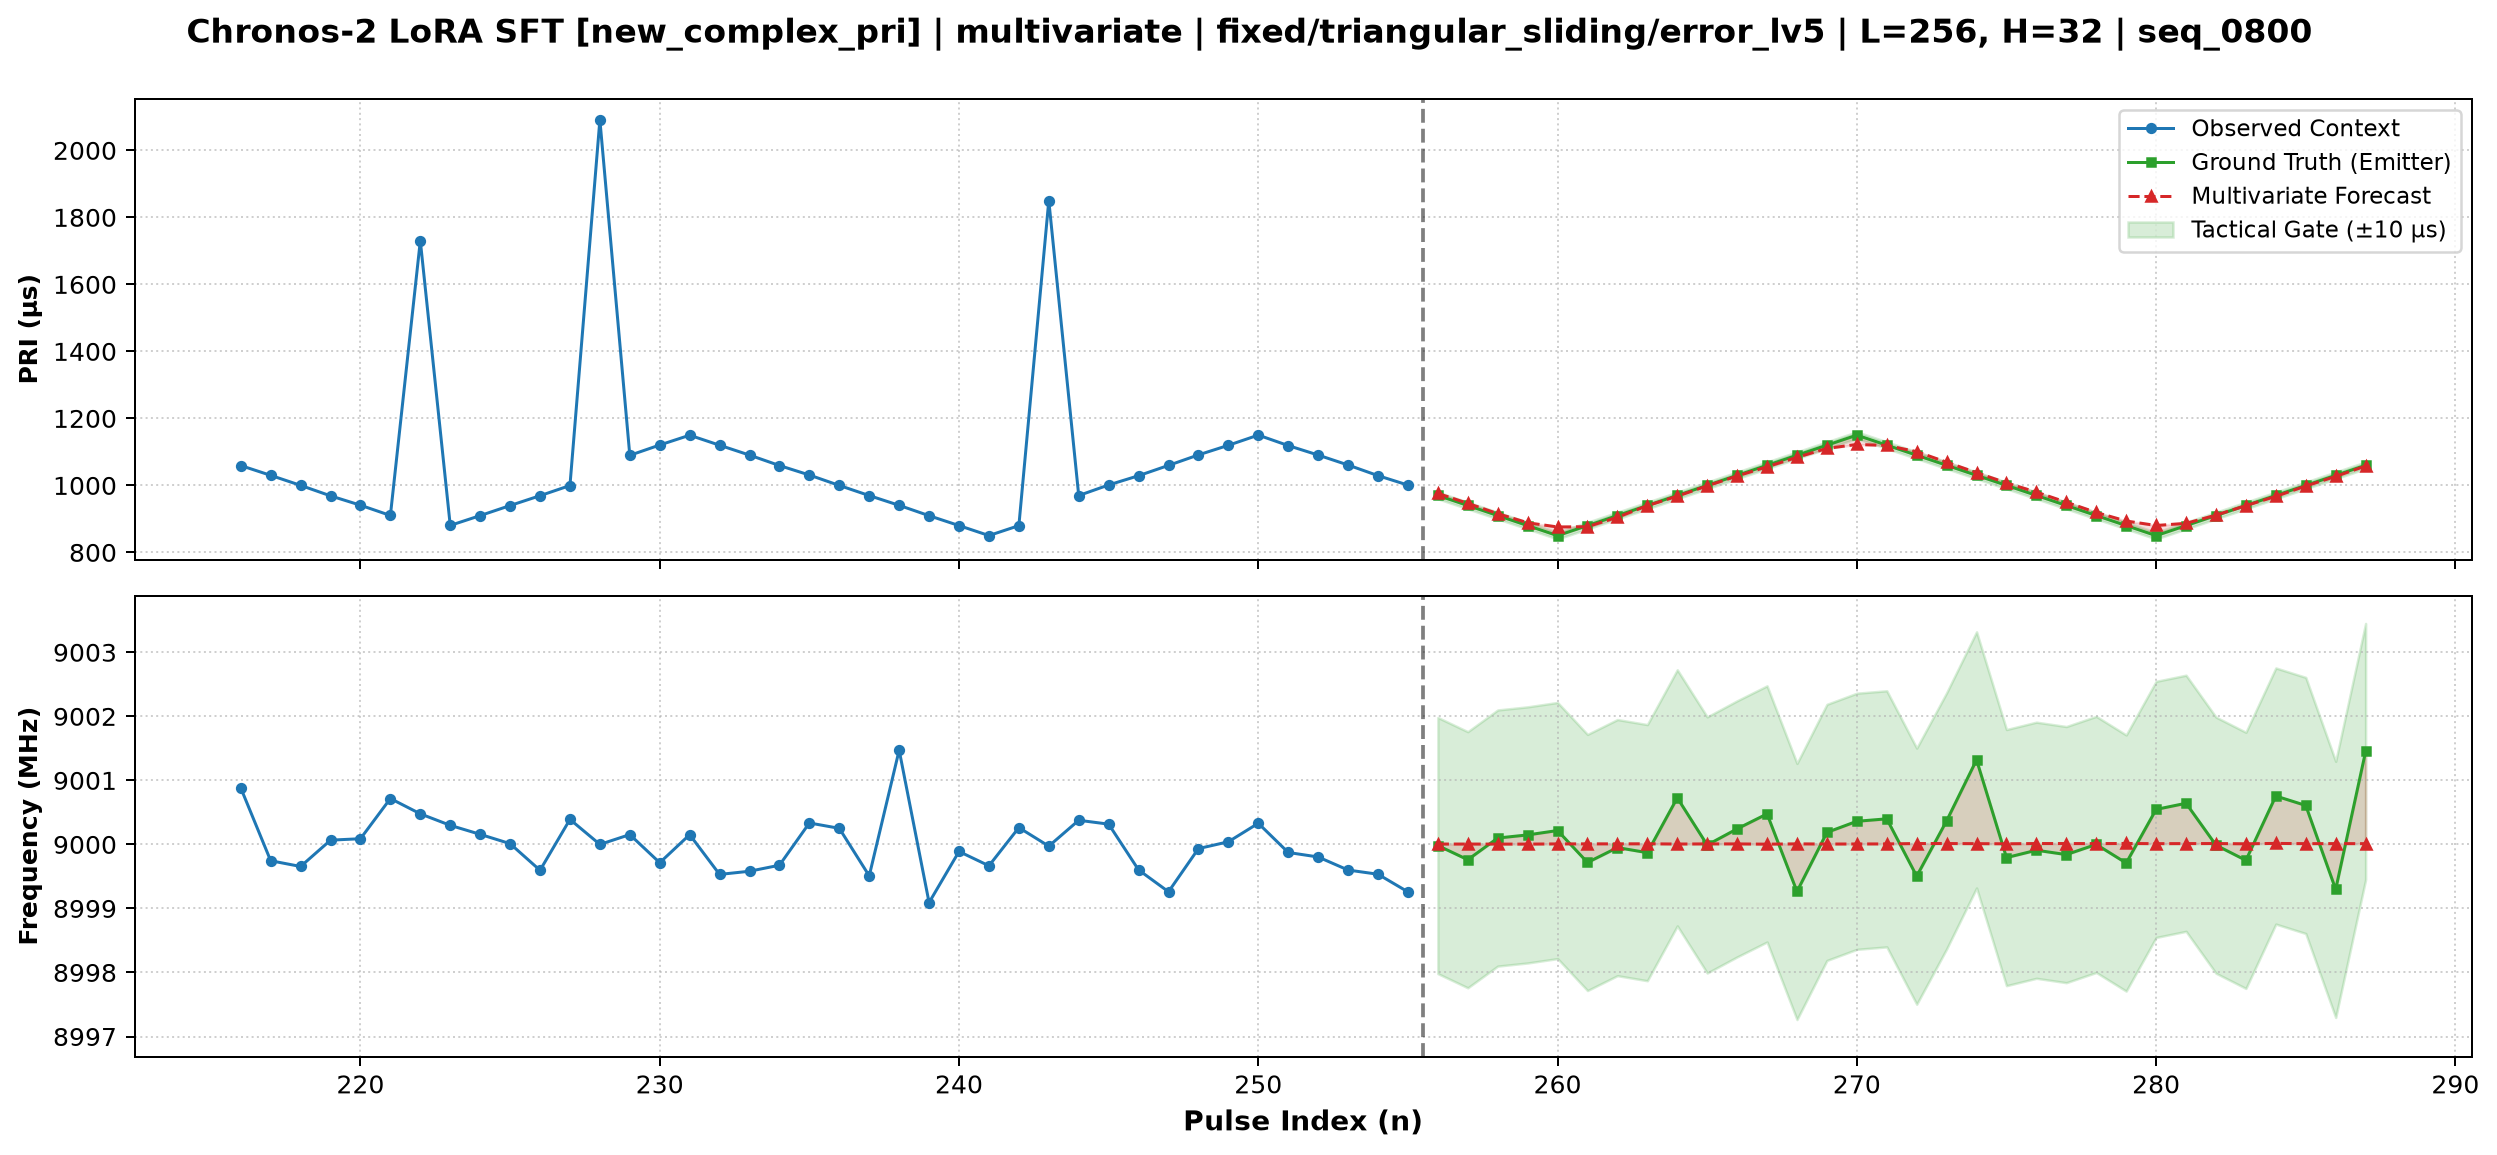 Chronos-2 LoRA SFT [new_complex_pri] | multivariate | fixed/triangular_sliding/error_lv5 | L=256, H=32 | seq_0800
PRI (µs)
2000
1800
1600
1400
1200
1000
800
Observed Context
Ground Truth (Emitter)
Multivariate Forecast
Tactical Gate (±10 µs)
Frequency (MHz)
9003
9002
9001
9000
8999
8998
8997
220 230 240 250 260 270 280 290
Pulse Index (n)